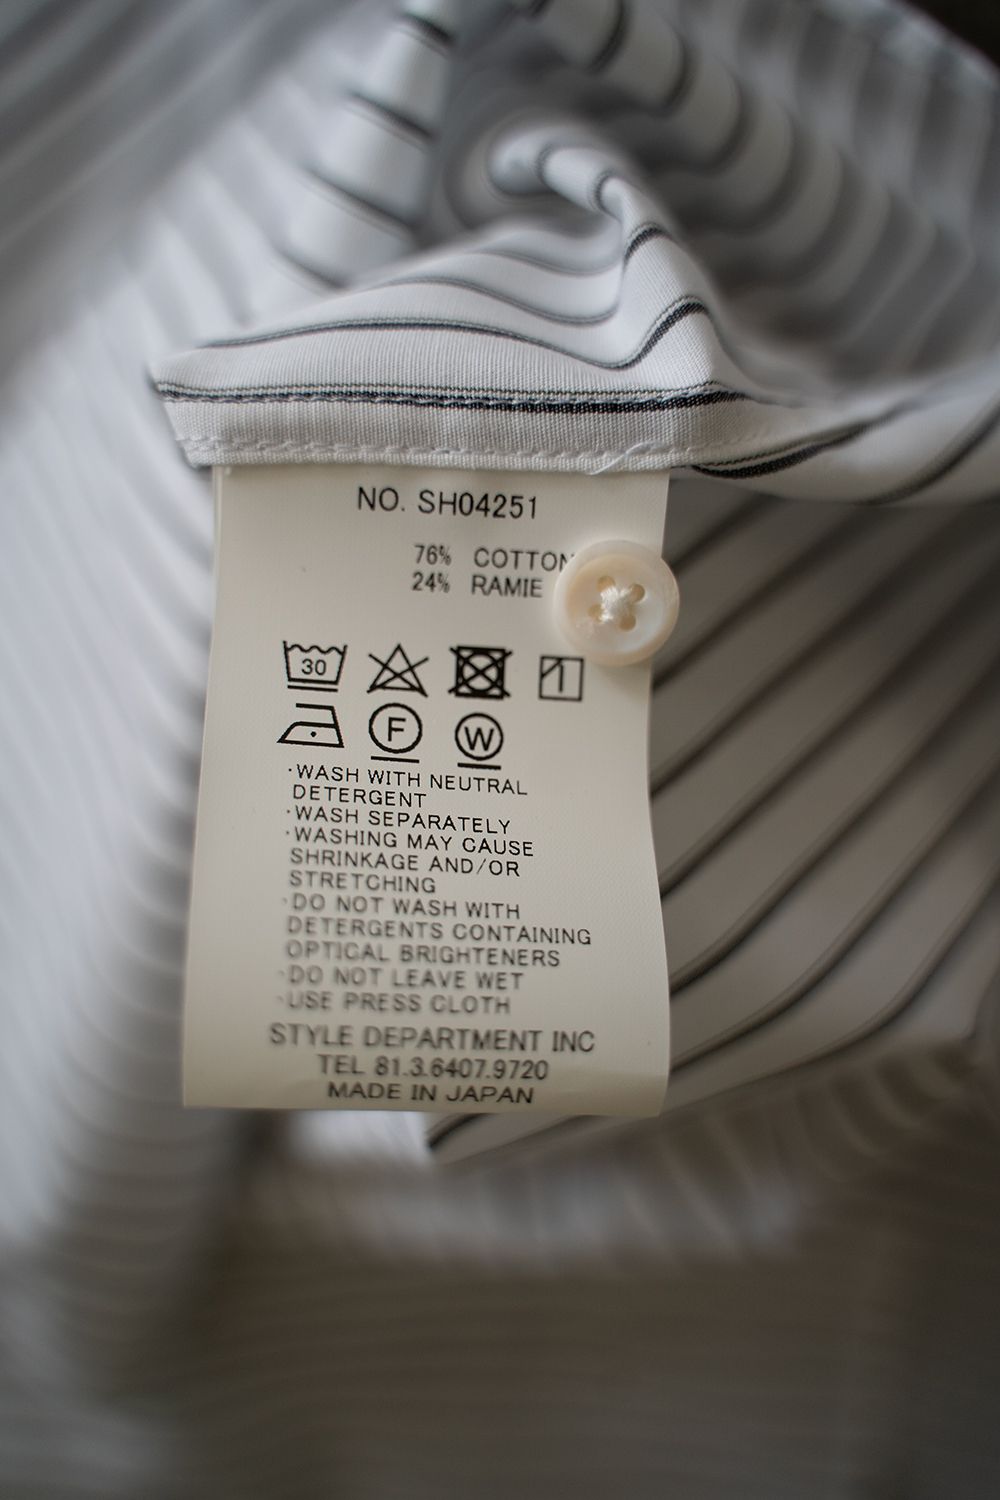 NO. SH04251
76% COTTON
24% RAMIE
30
F W
·WASH WITH NEUTRAL
DETERGENT
·WASH SEPARATELY
·WASHING MAY CAUSE
SHRINKAGE AND/OR
STRETCHING
·DO NOT WASH WITH
DETERGENTS CONTAINING
OPTICAL BRIGHTENERS
·DO NOT LEAVE WET
·USE PRESS CLOTH
STYLE DEPARTMENT INC
TEL 81.3.6407.9720
MADE IN JAPAN